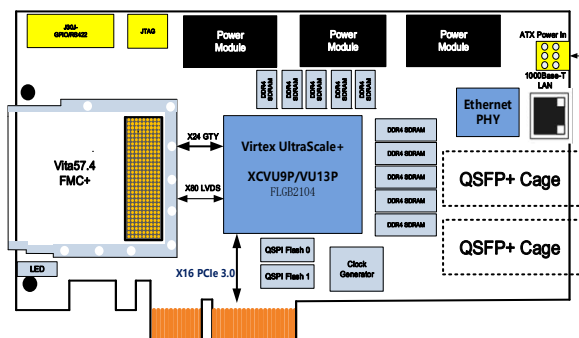 J30J-
GPIO/RS422
JTAG
Power
Module
Power
Module
Power
Module
ATX Power In
1000Base-T
LAN
DDR4 SDRAM
DDR4 SDRAM
DDR4 SDRAM
DDR4 SDRAM
DDR4 SDRAM
Ethernet
PHY
Vita57.4
FMC+
X24 GTY
X80 LVDS
Virtex UltraScale+
XCVU9P/VU13P
FLGB2104
DDR4 SDRAM
DDR4 SDRAM
DDR4 SDRAM
DDR4 SDRAM
DDR4 SDRAM
QSFP+ Cage
QSFP+ Cage
LED
X16 PCIe 3.0
QSPI Flash 0
QSPI Flash 1
Clock
Generator